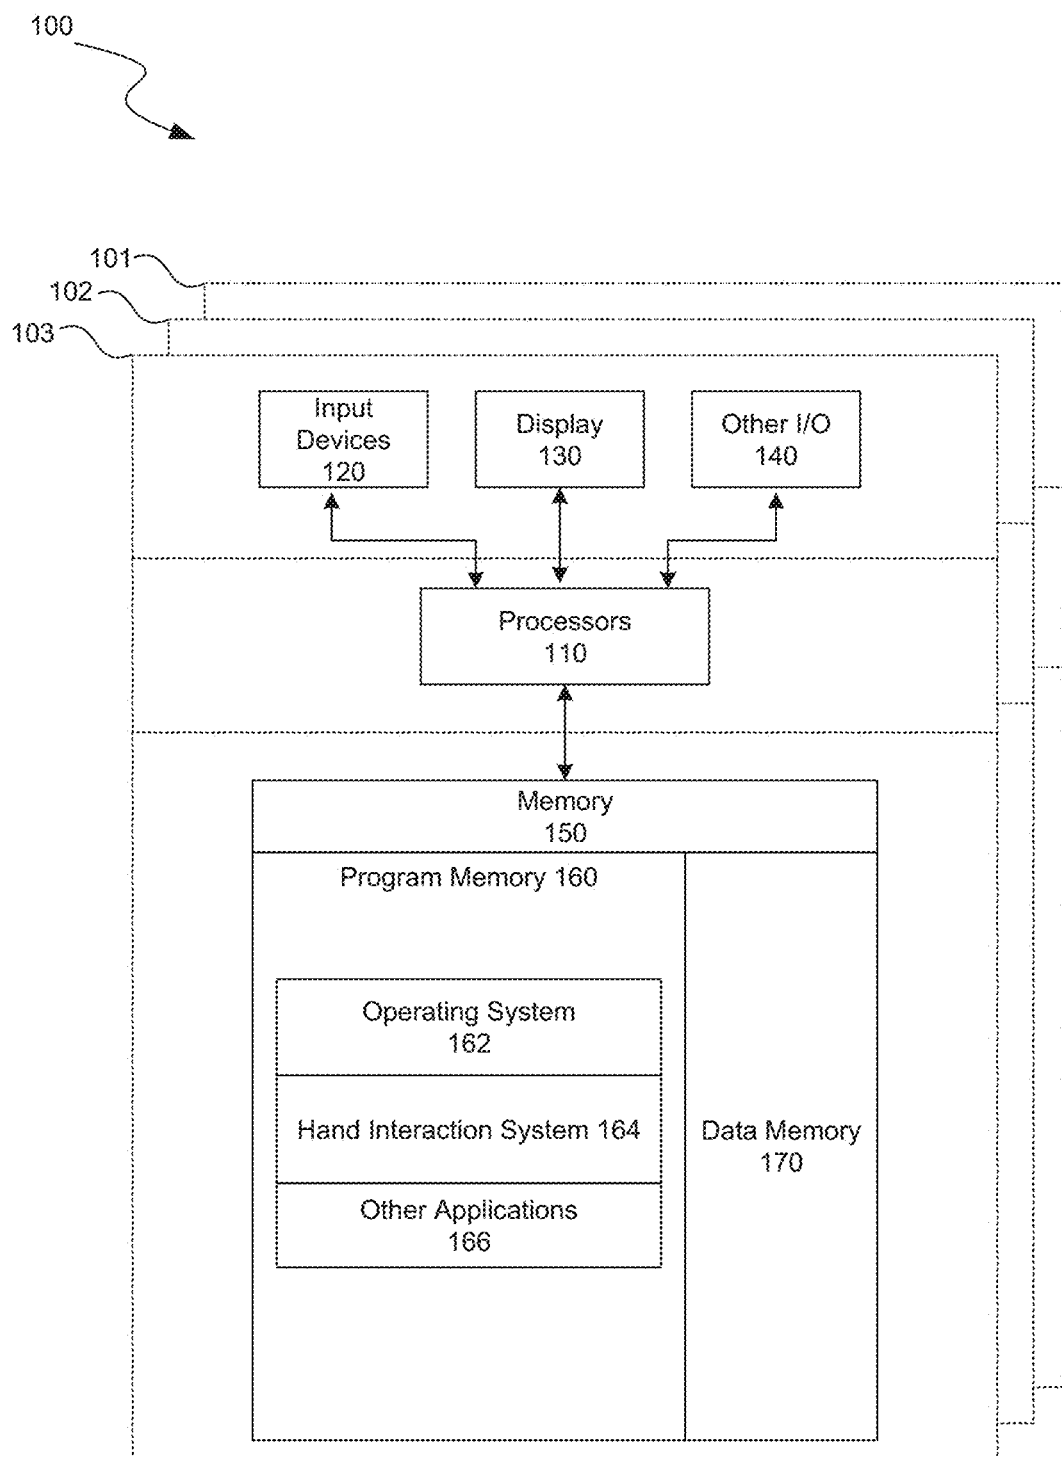 100
101
102
103
Input
Devices
120
Display
130
Other I/O
140
Processors
110
Memory
150
Program Memory 160
Operating System
162
Hand Interaction System 164
Other Applications
166
Data Memory
170